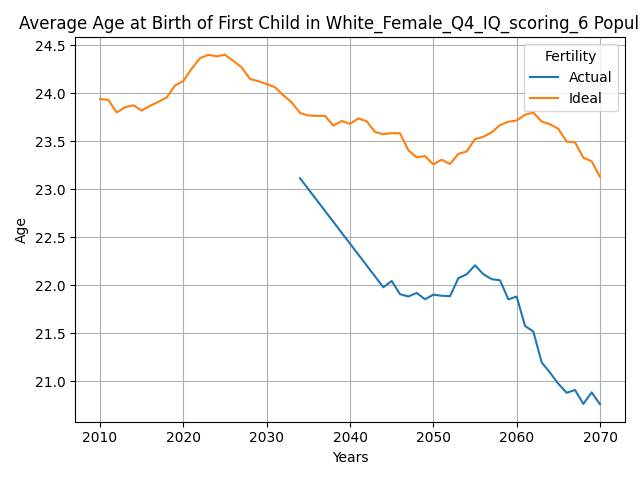 Average Age at Birth of First Child in White_Female_Q4_IQ_scoring_6 Popul
Fertility
Actual
Ideal
24.5
24.0
23.5
23.0
22.5
22.0
21.5
21.0
Age
2010 2020 2030 2040 2050 2060 2070
Years